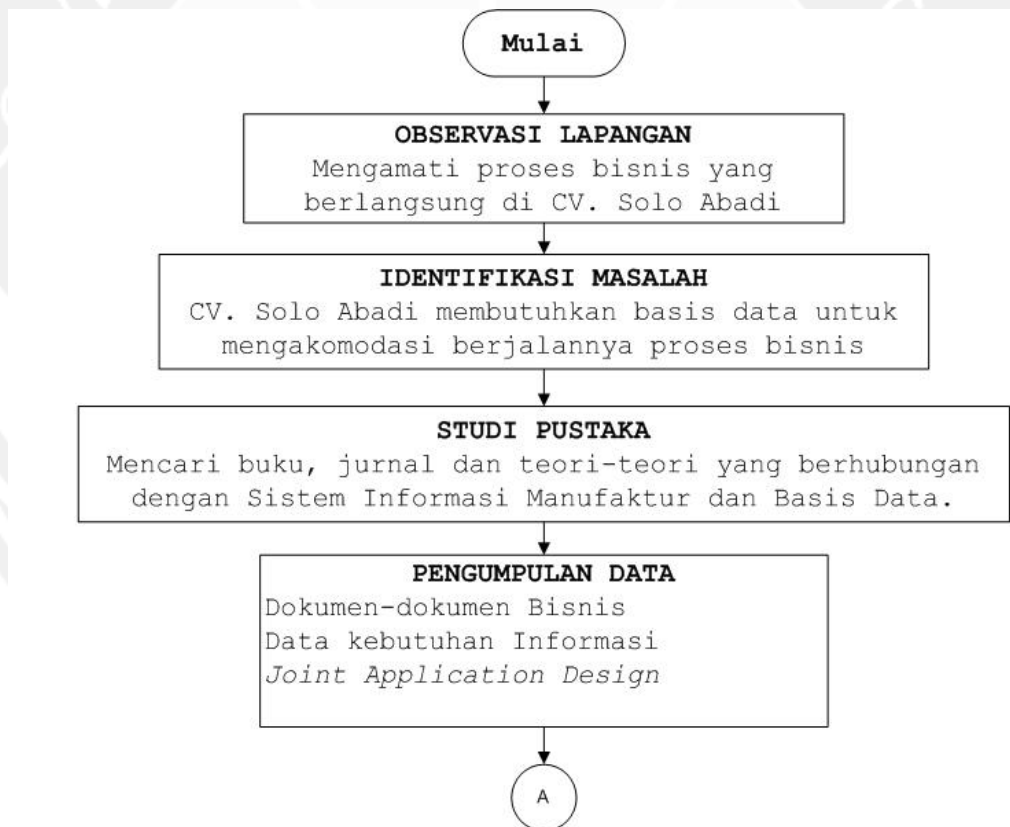 Mulai
OBSERVASI LAPANGAN
Mengamati proses bisnis yang
berlangsung di CV. Solo Abadi
IDENTIFIKASI MASALAH
CV. Solo Abadi membutuhkan basis data untuk
mengakomodasi berjalannya proses bisnis
STUDI PUSTAKA
Mencari buku, jurnal dan teori-teori yang berhubungan
dengan Sistem Informasi Manufaktur dan Basis Data.
PENGUMPULAN DATA
Dokumen-dokumen Bisnis
Data kebutuhan Informasi
Joint Application Design
A